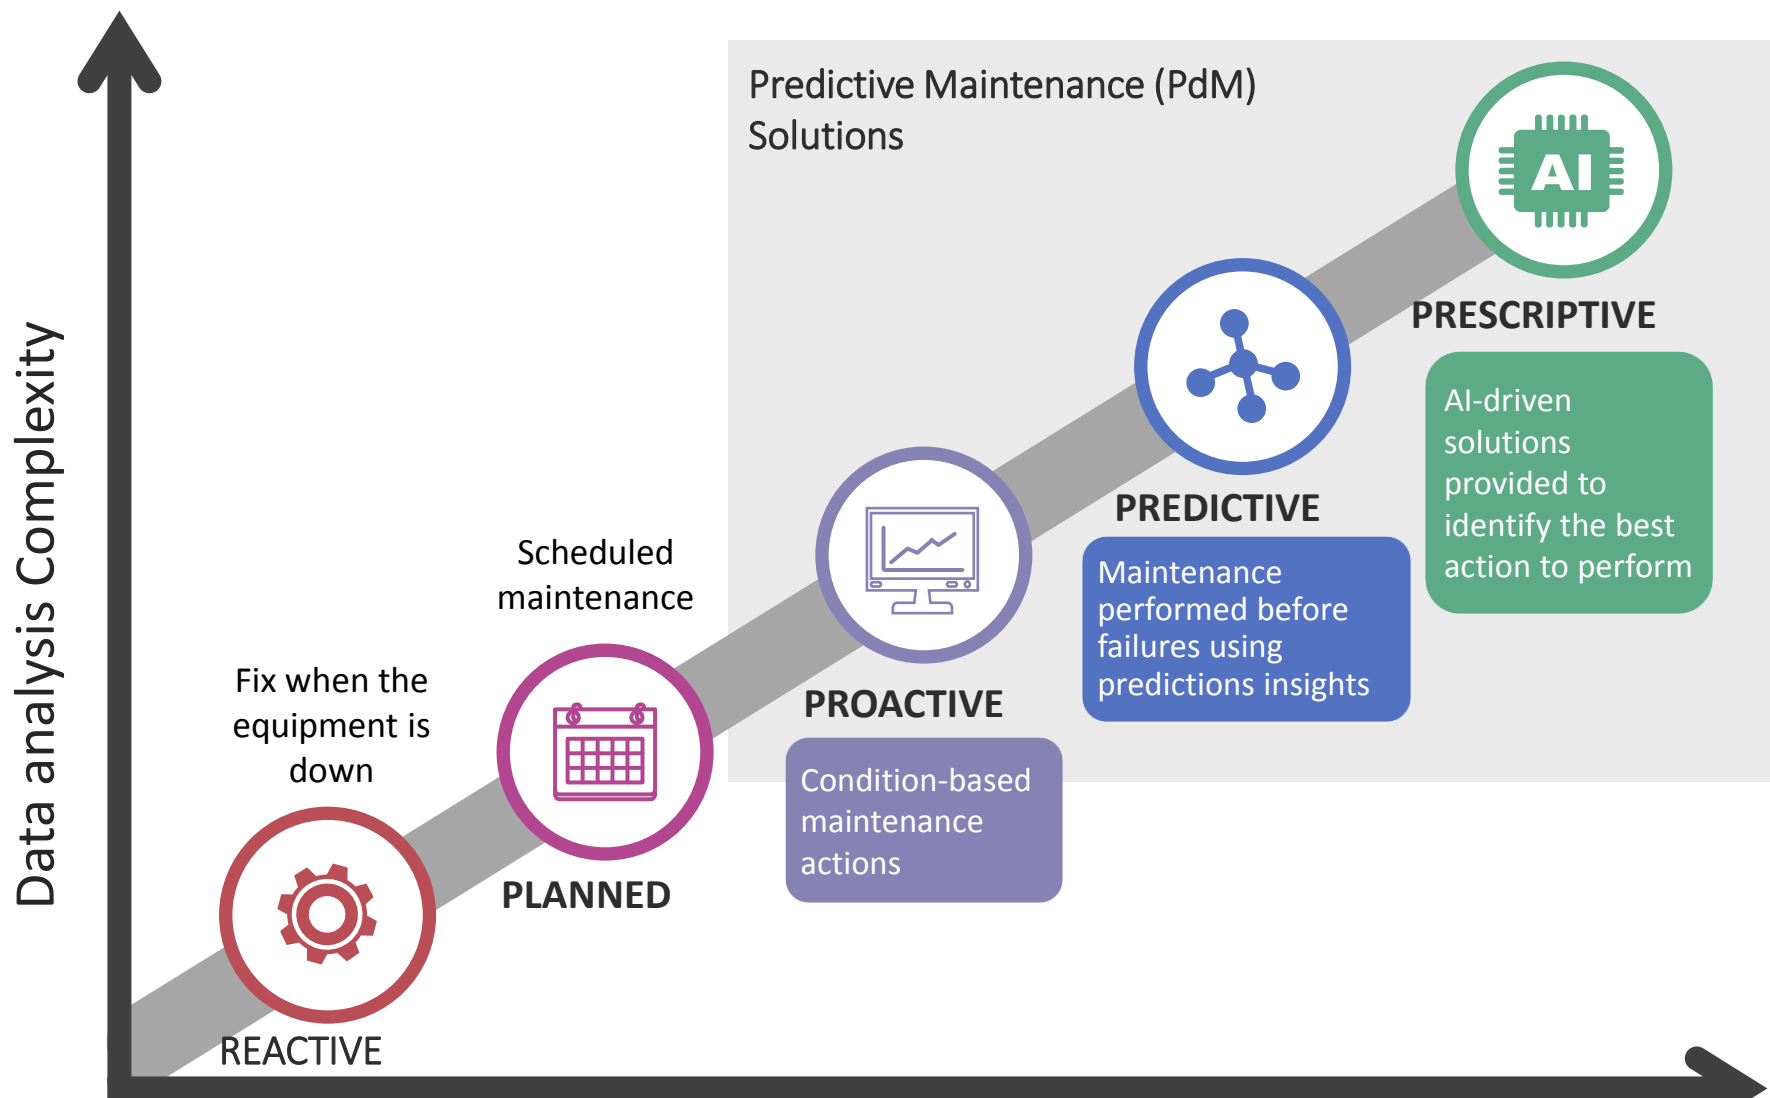 Predictive Maintenance (PdM)
Solutions
AI
PRESCRIPTIVE
AI-driven
solutions
provided to
identify the best
action to perform
PREDICTIVE
Maintenance
performed before
failures using
predictions insights
PROACTIVE
Condition-based
maintenance
actions
Scheduled
maintenance
PLANNED
Fix when the
equipment is
down
REACTIVE
Data analysis Complexity